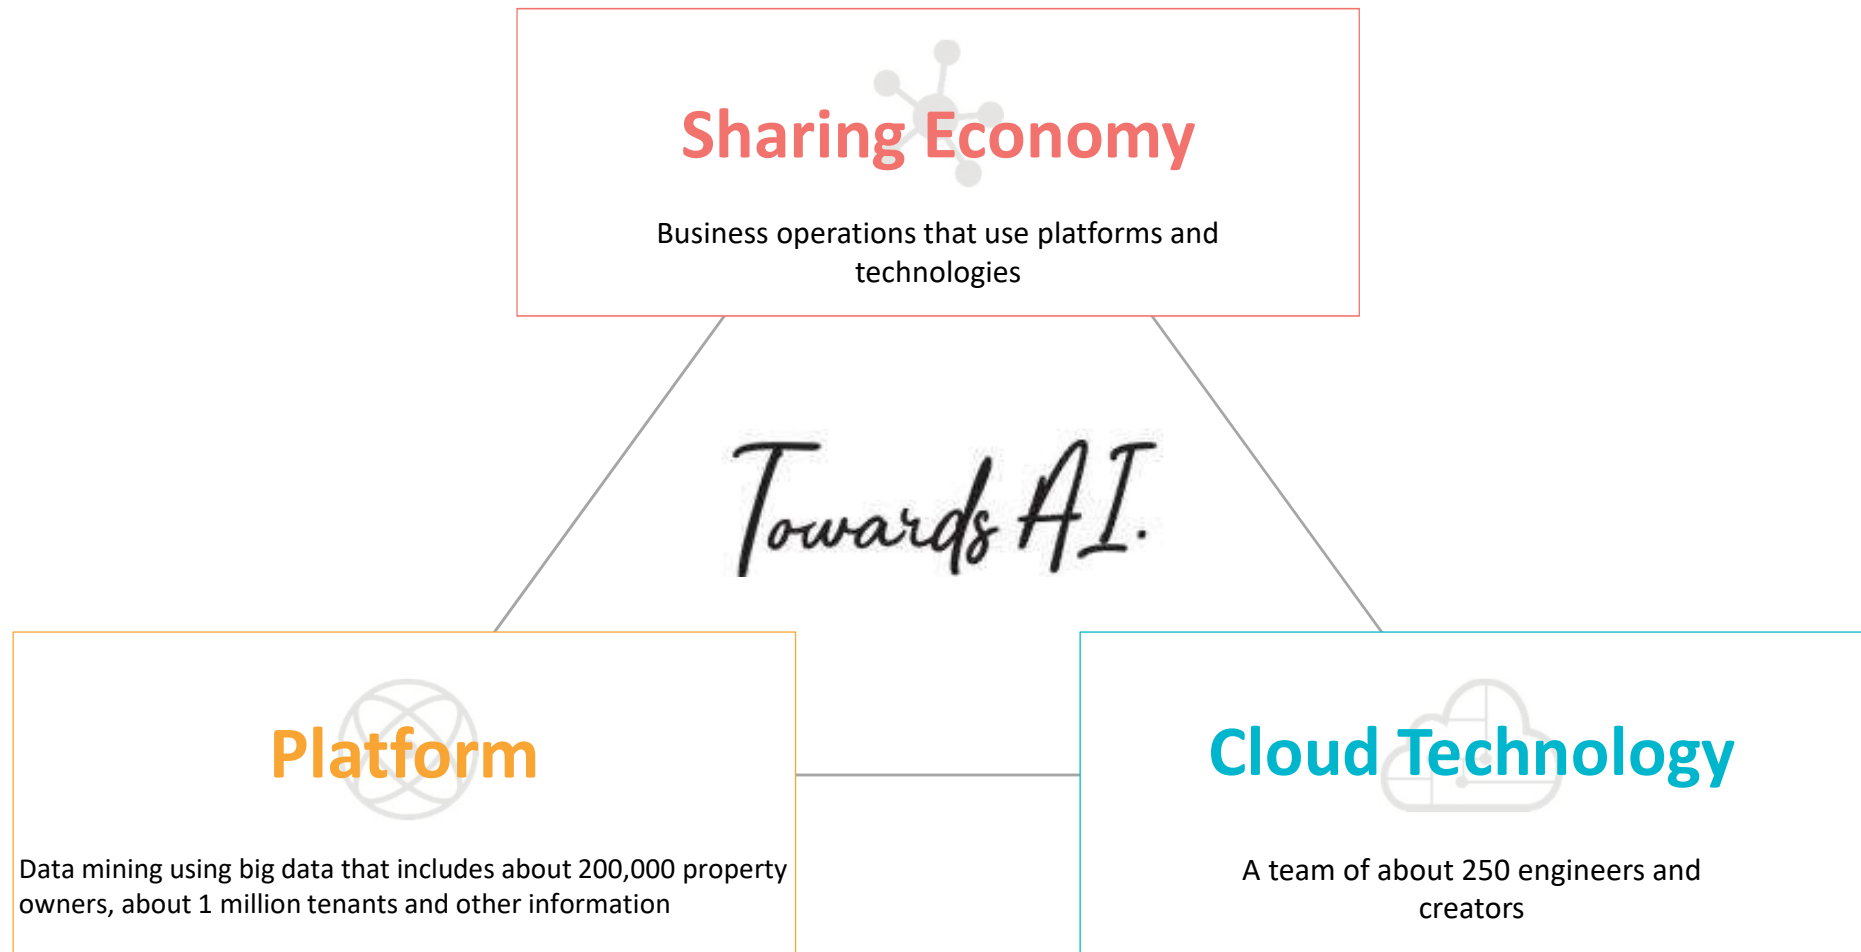 Sharing Economy
Business operations that use platforms and
technologies
Towards AI.
Platform
Data mining using big data that includes about 200,000 property
owners, about 1 million tenants and other information
Cloud Technology
A team of about 250 engineers and
creators